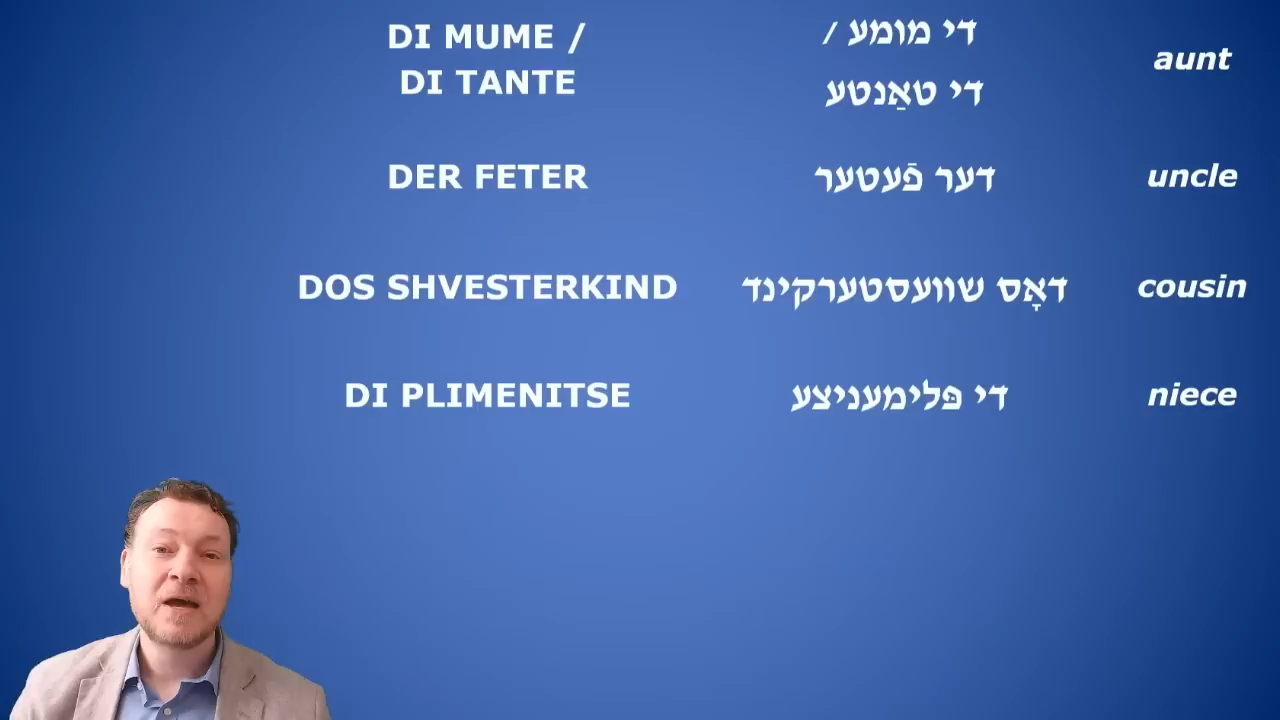 DI MUME /
DI TANTE
די מומע /
די טאַנטע
aunt
DER FETER
דער פֿעטער
uncle
DOS SHVESTERKIND
דאָס שוועסטערקינד
cousin
DI PLIMENITSE
די פּלימעניצע
niece